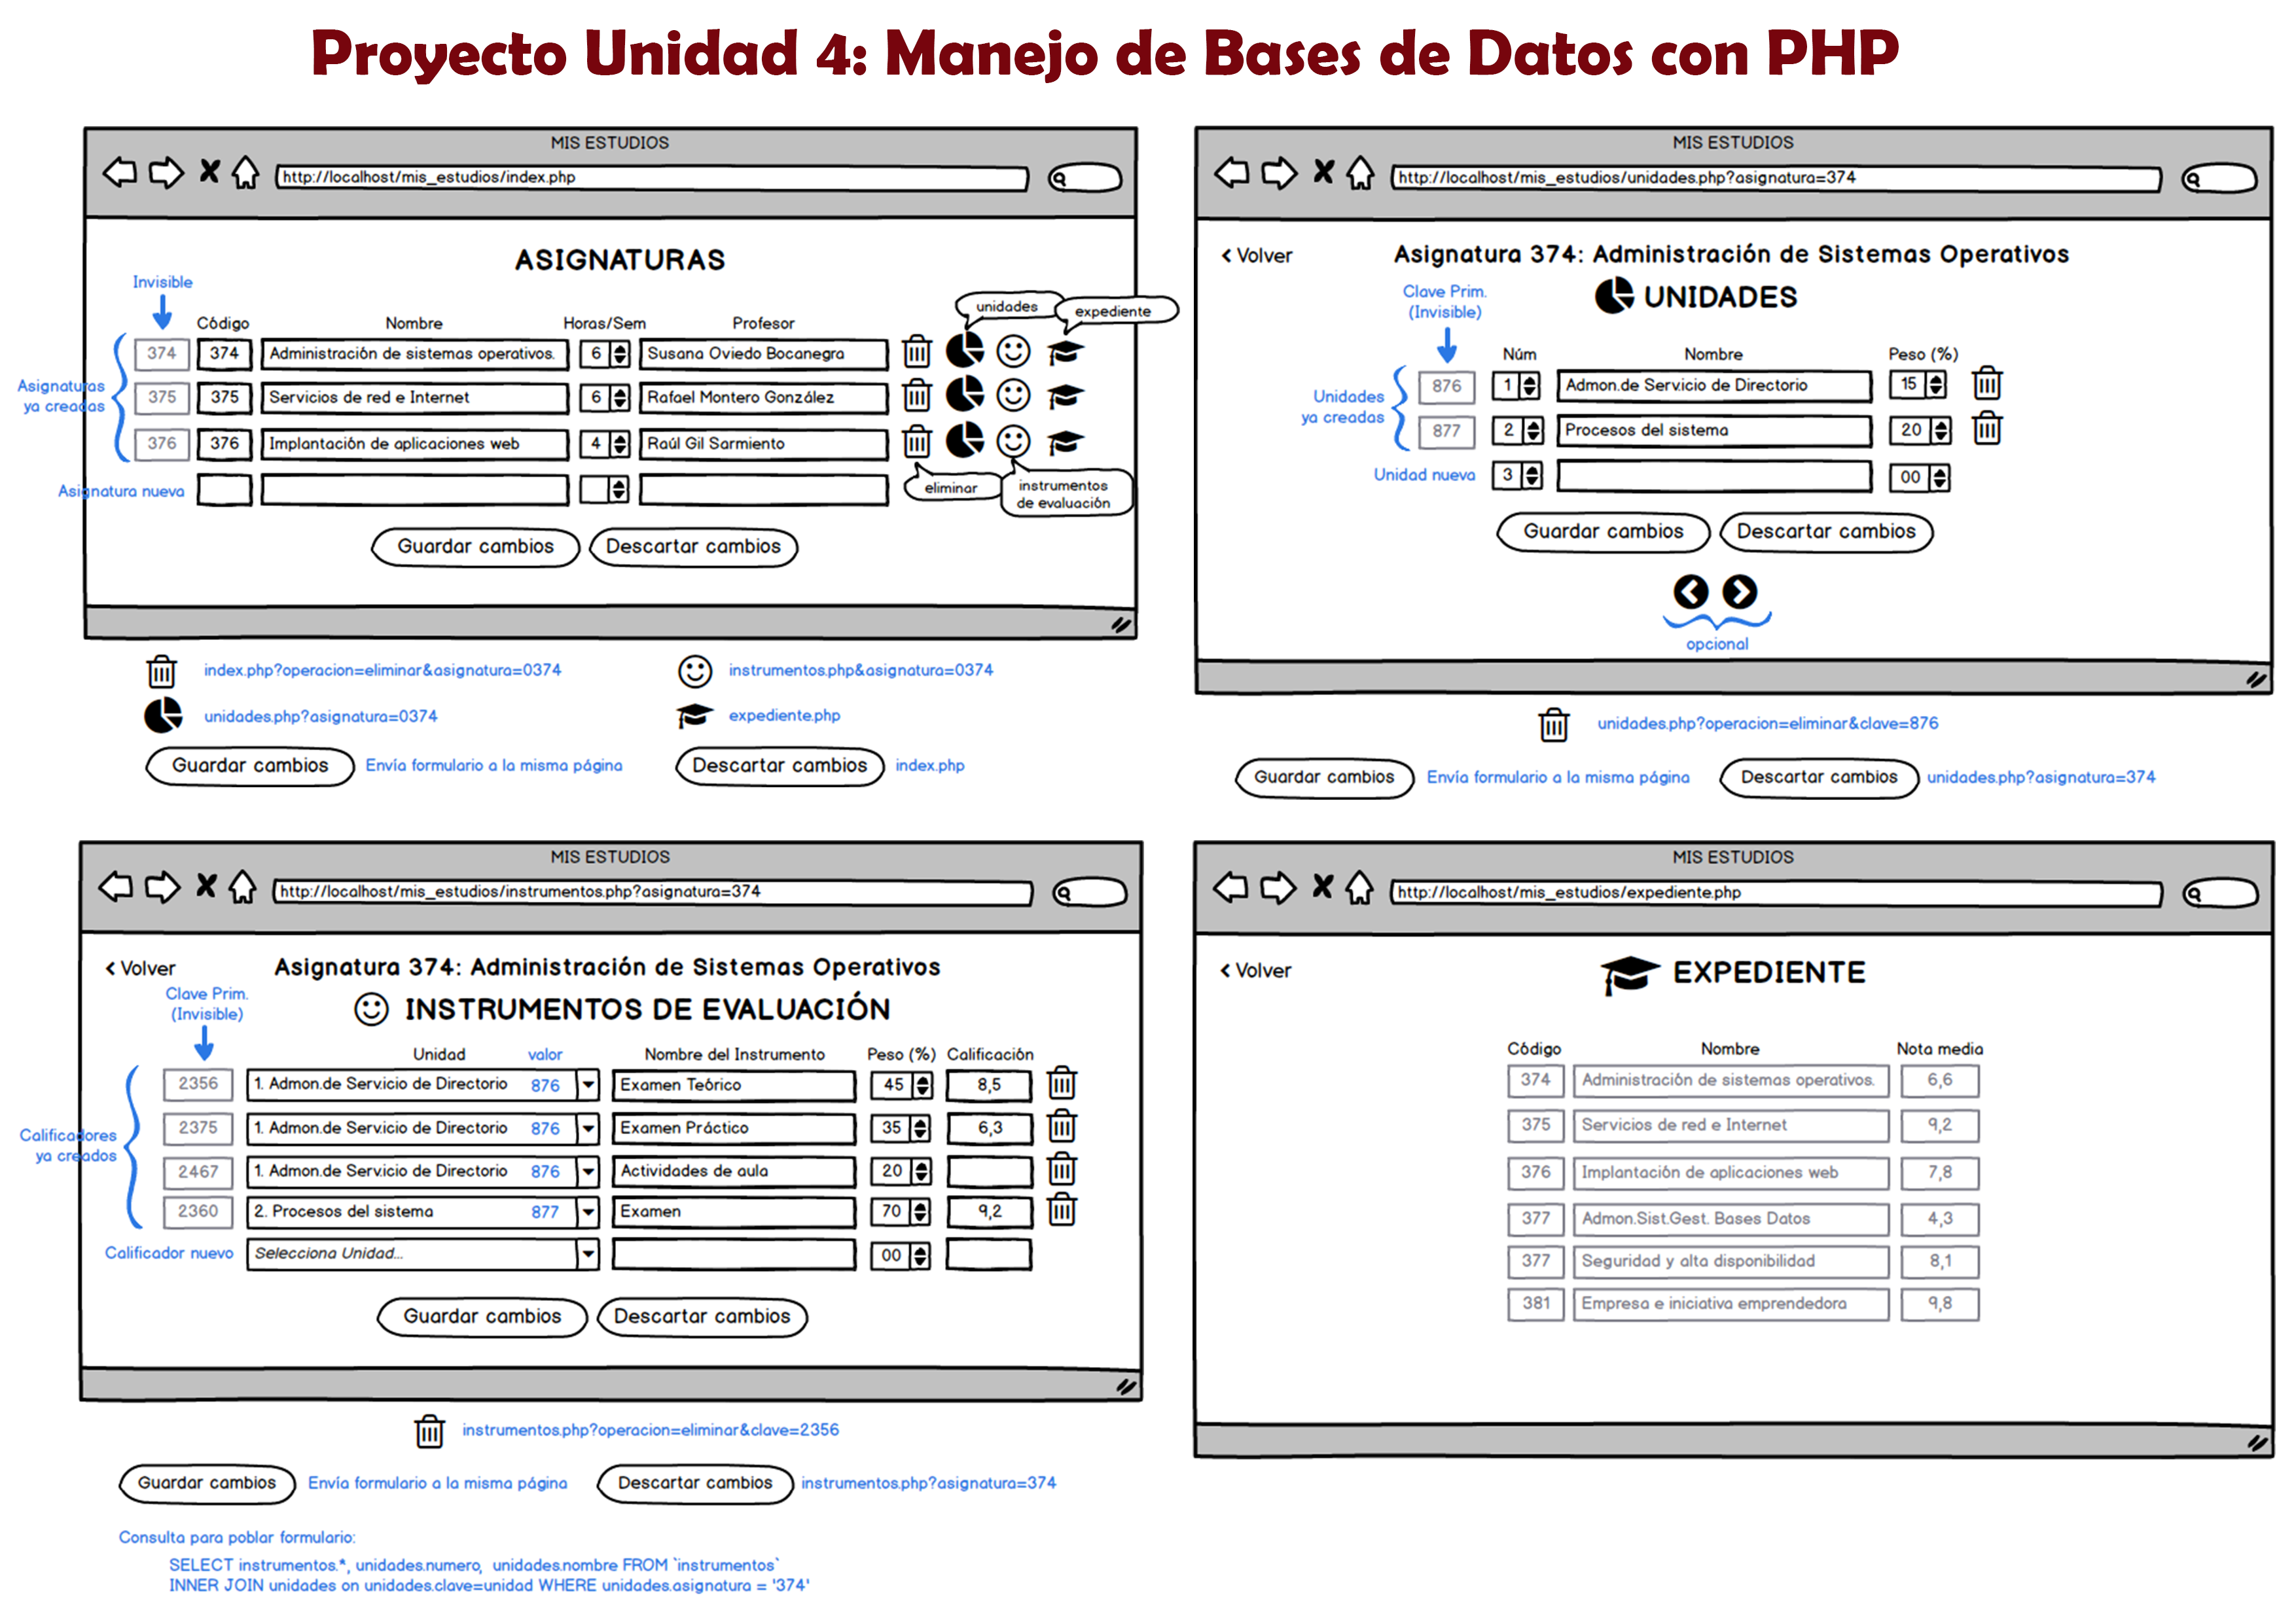 Proyecto Unidad 4: Manejo de Bases de Datos con PHP
MIS ESTUDIOS
http://localhost/mis_estudios/index.php
ASIGNATURAS
Invisible
unidades
expediente
Código Nombre Horas/Sem Profesor
Asignaturas ya creadas
374 374 Administración de sistemas operativos. 6 Susana Oviedo Bocanegra
375 375 Servicios de red e Internet 6 Rafael Montero González
376 376 Implantación de aplicaciones web 4 Raúl Gil Sarmiento
Asignatura nueva
eliminar
instrumentos de evaluación
Guardar cambios Descartar cambios
index.php?operacion=eliminar&asignatura=0374
instrumentos.php&asignatura=0374
unidades.php?asignatura=0374
expediente.php
Guardar cambios Envía formulario a la misma página
Descartar cambios index.php
MIS ESTUDIOS
http://localhost/mis_estudios/unidades.php?asignatura=374
< Volver
Asignatura 374: Administración de Sistemas Operativos
UNIDADES
Clave Prim.
(Invisible)
Núm Nombre Peso (%)
Unidades ya creadas
876 1 Admon.de Servicio de Directorio 15
877 2 Procesos del sistema 20
Unidad nueva 3 00
Guardar cambios Descartar cambios
opcional
unidades.php?operacion=eliminar&clave=876
Guardar cambios Envía formulario a la misma página
Descartar cambios unidades.php?asignatura=374
MIS ESTUDIOS
http://localhost/mis_estudios/instrumentos.php?asignatura=374
< Volver
Asignatura 374: Administración de Sistemas Operativos
Clave Prim.
(Invisible)
INSTRUMENTOS DE EVALUACIÓN
Unidad valor Nombre del Instrumento Peso (%) Calificación
Calificadores ya creados
2356 1. Admon.de Servicio de Directorio 876 Examen Teórico 45 8,5
2375 1. Admon.de Servicio de Directorio 876 Examen Práctico 35 6,3
2467 1. Admon.de Servicio de Directorio 876 Actividades de aula 20
2360 2. Procesos del sistema 877 Examen 70 9,2
Calificador nuevo Selecciona Unidad... 00
Guardar cambios Descartar cambios
instrumentos.php?operacion=eliminar&clave=2356
Guardar cambios Envía formulario a la misma página
Descartar cambios instrumentos.php?asignatura=374
Consulta para poblar formulario:
SELECT instrumentos.*, unidades.numero, unidades.nombre FROM `instrumentos`
INNER JOIN unidades on unidades.clave=unidad WHERE unidades.asignatura = '374'
MIS ESTUDIOS
http://localhost/mis_estudios/expediente.php
< Volver
EXPEDIENTE
Código Nombre Nota media
374 Administración de sistemas operativos. 6,6
375 Servicios de red e Internet 9,2
376 Implantación de aplicaciones web 7,8
377 Admon.Sist.Gest. Bases Datos 4,3
377 Seguridad y alta disponibilidad 8,1
381 Empresa e iniciativa emprendedora 9,8